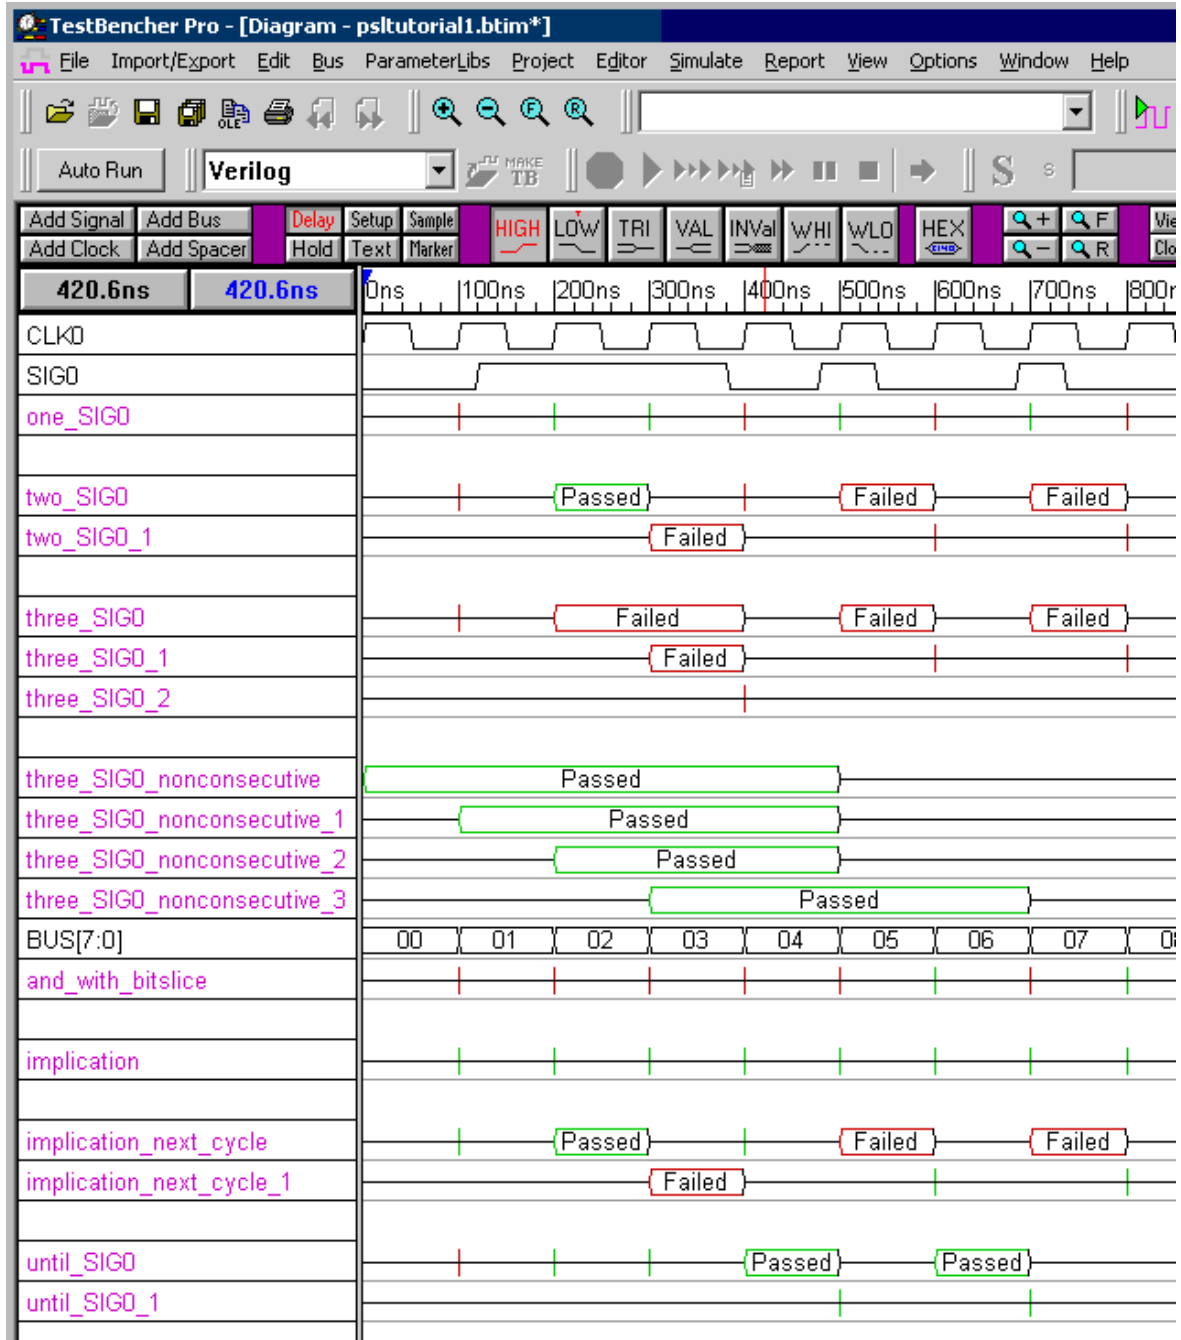 TestBencher Pro - [Diagram - psltutorial1.btim*]
File Import/Export Edit Bus ParameterLibs Project Editor Simulate Report View Options Window Help
OLE F R
Auto Run Verilog MAKE TB S s
Add Signal Add Bus Delay Setup Sample HIGH LOW TRI VAL INVal WHI WLO HEX + F Vie
Add Clock Add Spacer Hold Text Marker - R Clo
420.6ns 420.6ns 0ns 100ns 200ns 300ns 400ns 500ns 600ns 700ns 800n
CLK0
SIG0
one_SIG0
two_SIG0 Passed Failed Failed
two_SIG0_1 Failed
three_SIG0 Failed Failed Failed
three_SIG0_1 Failed
three_SIG0_2
three_SIG0_nonconsecutive Passed
three_SIG0_nonconsecutive_1 Passed
three_SIG0_nonconsecutive_2 Passed
three_SIG0_nonconsecutive_3 Passed
BUS[7:0] 00 01 02 03 04 05 06 07
and_with_bitslice
implication
implication_next_cycle Passed Failed Failed
implication_next_cycle_1 Failed
until_SIG0 Passed Passed
until_SIG0_1